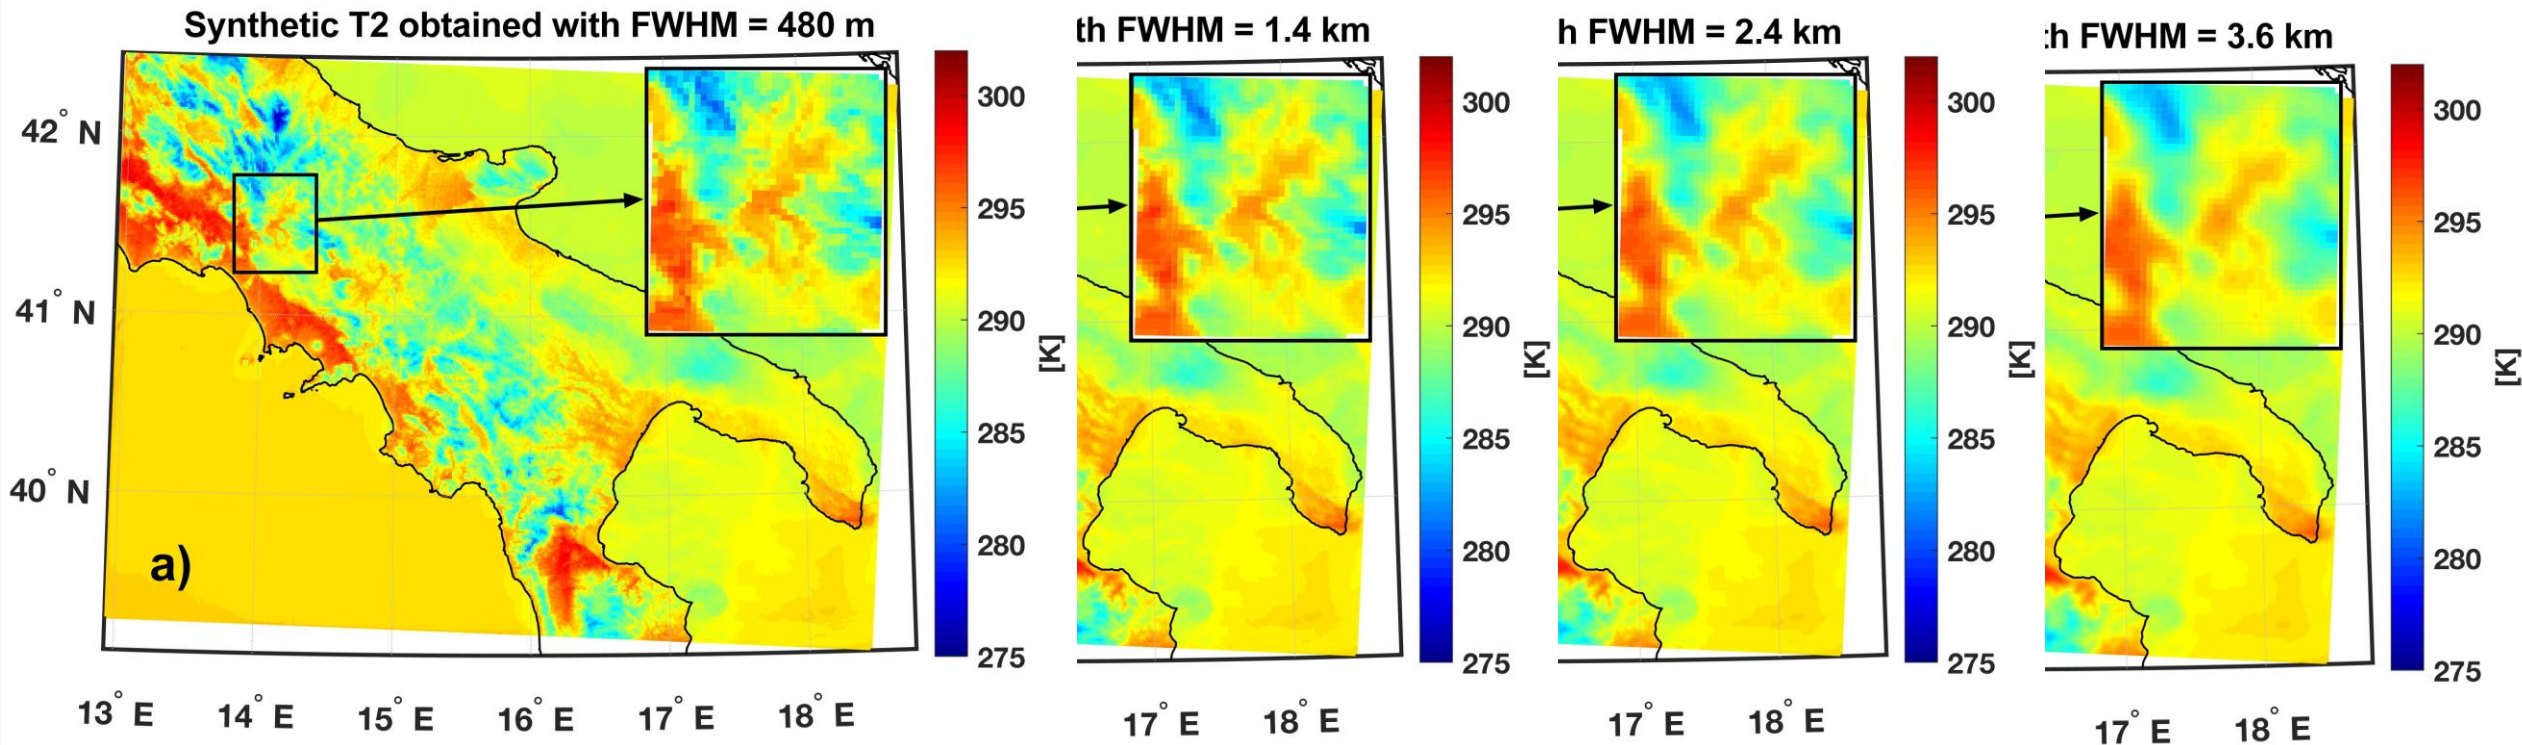 Synthetic T2 obtained with FWHM = 480 m
42° N
41° N
40° N
a)
13° E 14° E 15° E 16° E 17° E 18° E
300
295
290
285
280
275
[K]
th FWHM = 1.4 km
17° E 18° E
300
295
290
285
280
275
[K]
h FWHM = 2.4 km
17° E 18° E
300
295
290
285
280
275
[K]
th FWHM = 3.6 km
17° E 18° E
300
295
290
285
280
275
[K]